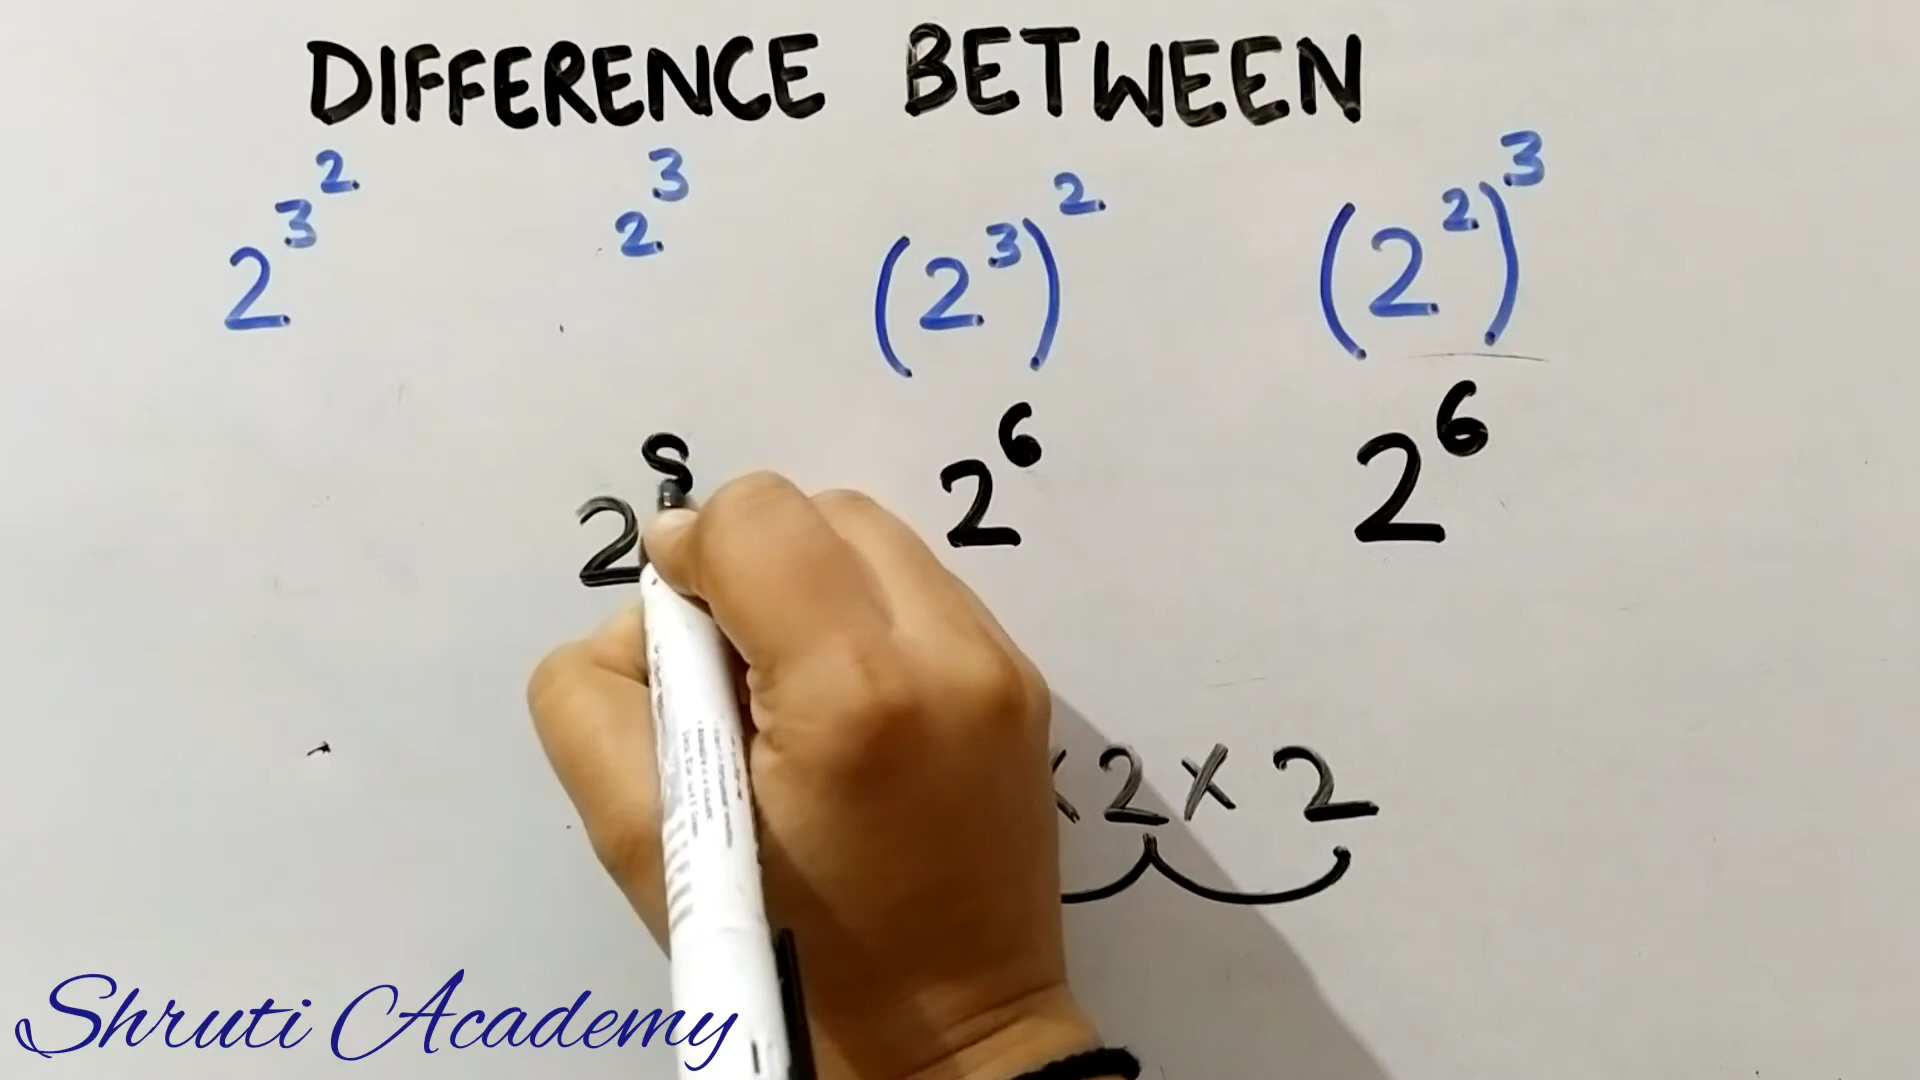 DIFFERENCE BETWEEN
2^3^2 2^3 (2^3)^2 (2^2)^3
2^8 2^6 2^6
× 2 × 2
Shruti Academy